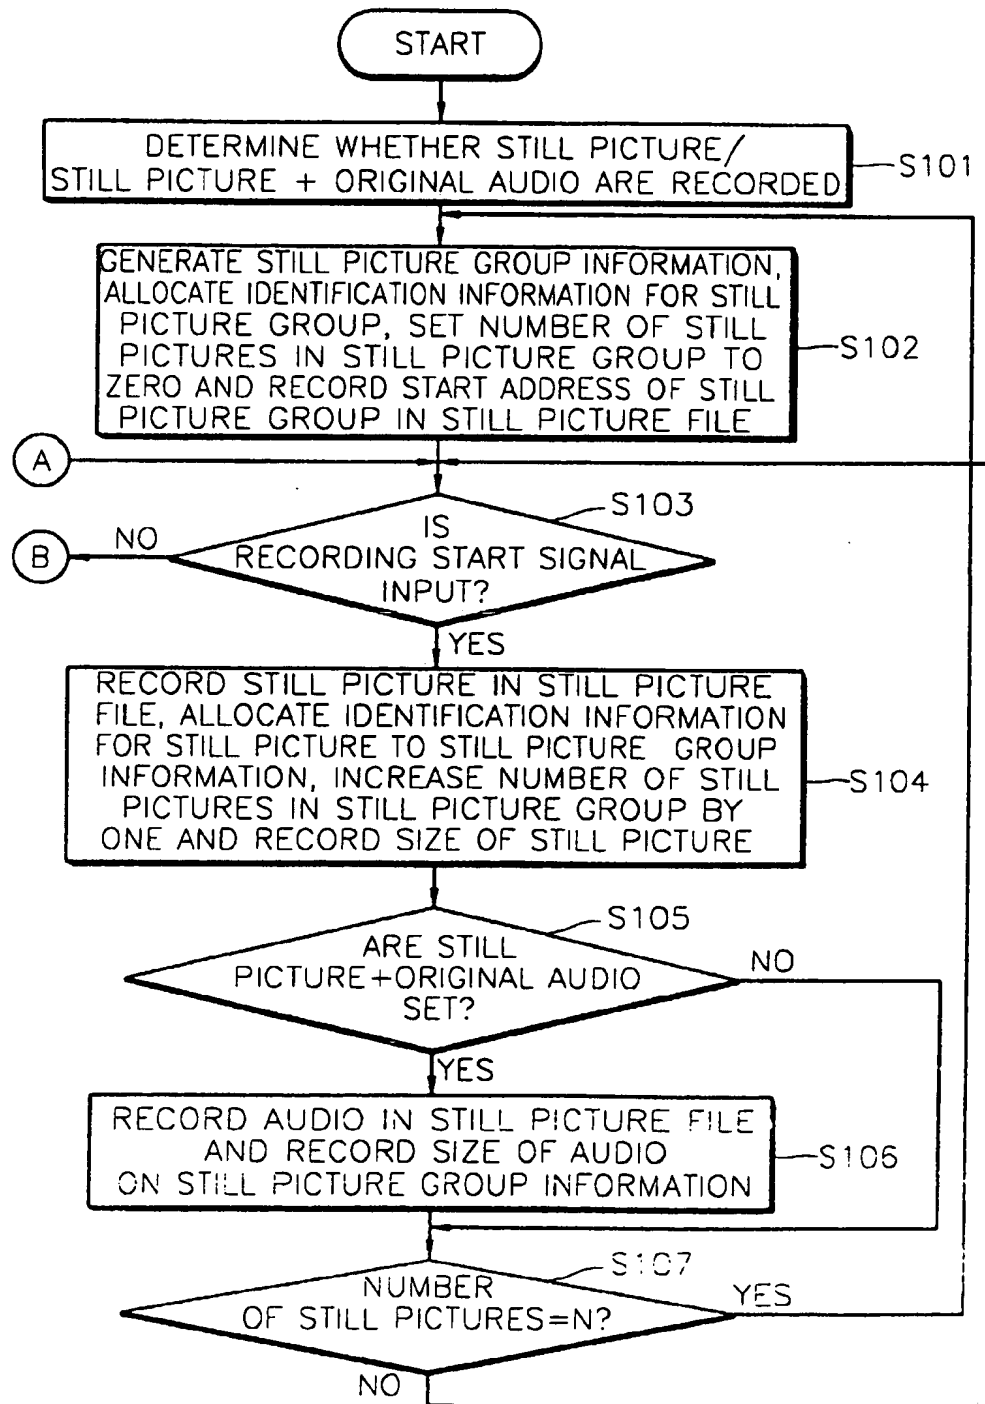 START
DETERMINE WHETHER STILL PICTURE/
STILL PICTURE + ORIGINAL AUDIO ARE RECORDED
S101
GENERATE STILL PICTURE GROUP INFORMATION,
ALLOCATE IDENTIFICATION INFORMATION FOR STILL
PICTURE GROUP, SET NUMBER OF STILL
PICTURES IN STILL PICTURE GROUP TO
ZERO AND RECORD START ADDRESS OF STILL
PICTURE GROUP IN STILL PICTURE FILE
S102
A
S103
IS
RECORDING START SIGNAL
INPUT?
NO
B
YES
RECORD STILL PICTURE IN STILL PICTURE
FILE, ALLOCATE IDENTIFICATION INFORMATION
FOR STILL PICTURE TO STILL PICTURE GROUP
INFORMATION, INCREASE NUMBER OF STILL
PICTURES IN STILL PICTURE GROUP BY
ONE AND RECORD SIZE OF STILL PICTURE
S104
S105
ARE STILL
PICTURE+ORIGINAL AUDIO
SET?
NO
YES
RECORD AUDIO IN STILL PICTURE FILE
AND RECORD SIZE OF AUDIO
ON STILL PICTURE GROUP INFORMATION
S106
S107
NUMBER
OF STILL PICTURES=N?
YES
NO